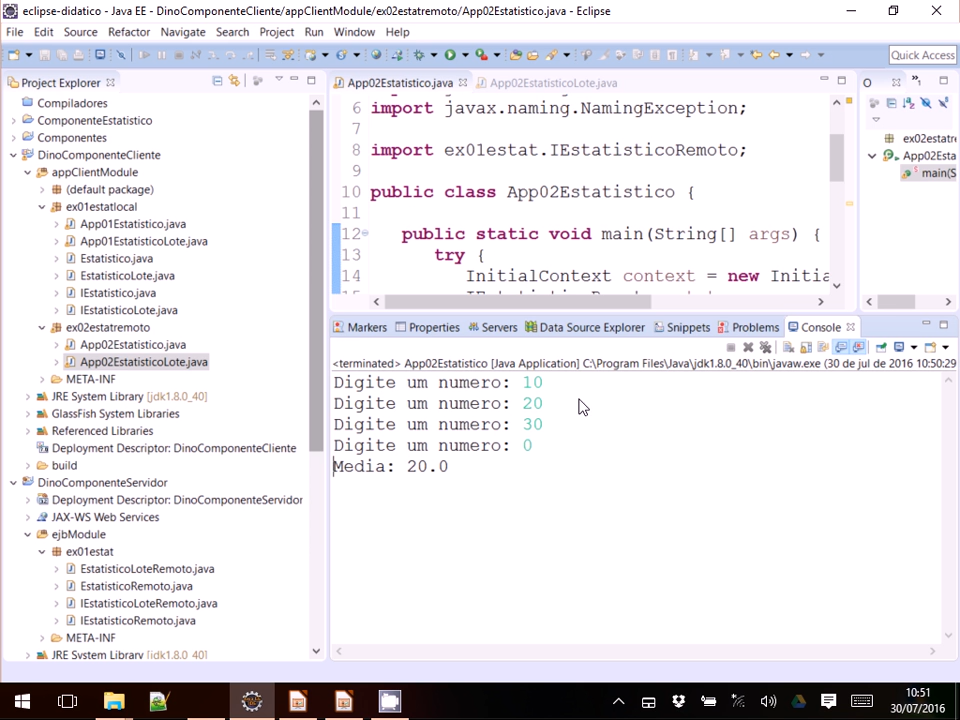 eclipse-didatico - Java EE - DinoComponenteCliente/appClientModule/ex02estatremoto/App02Estatistico.java - Eclipse
File Edit Source Refactor Navigate Search Project Run Window Help
Quick Access
Project Explorer
Compiladores
ComponenteEstatistico
Componentes
DinoComponenteCliente
appClientModule
(default package)
ex01estatlocal
App01Estatistico.java
App01EstatisticoLote.java
Estatistico.java
EstatisticoLote.java
IEstatistico.java
IEstatisticoLote.java
ex02estatremoto
App02Estatistico.java
App02EstatisticoLote.java
META-INF
JRE System Library [jdk1.8.0_40]
GlassFish System Libraries
Referenced Libraries
Deployment Descriptor: DinoComponenteCliente
build
DinoComponenteServidor
Deployment Descriptor: DinoComponenteServidor
JAX-WS Web Services
ejbModule
ex01estat
EstatisticoLoteRemoto.java
EstatisticoRemoto.java
IEstatisticoLoteRemoto.java
IEstatisticoRemoto.java
META-INF
JRE System Library [jdk1.8.0_40]
App02Estatistico.java App02EstatisticoLote.java
6 import javax.naming.NamingException;
7
8 import ex01estat.IEstatisticoRemoto;
9
10 public class App02Estatistico {
11
12 public static void main(String[] args) {
13 try {
14 InitialContext context = new Initia
O
ex02estatre
App02Esta
main(S
Markers Properties Servers Data Source Explorer Snippets Problems Console
<terminated> App02Estatistico [Java Application] C:\Program Files\Java\jdk1.8.0_40\bin\javaw.exe (30 de jul de 2016 10:50:29
Digite um numero: 10
Digite um numero: 20
Digite um numero: 30
Digite um numero: 0
Media: 20.0
10:51
30/07/2016